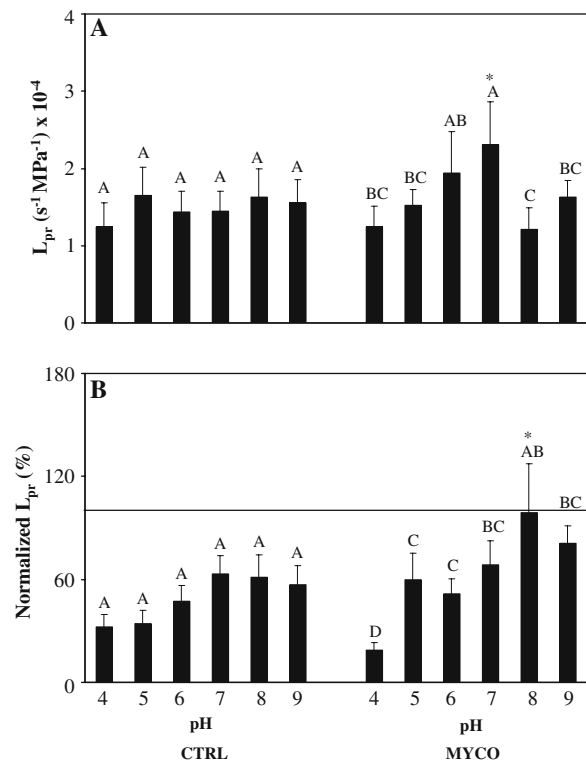 A
4
3
2
1
0
L_pr (s⁻¹ MPa⁻¹) x 10⁻⁴
A A A A A A
BC BC AB * A C BC
B
180
120
60
0
Normalized L_pr (%)
A A A A A A
D C C BC * AB BC
4 5 6 7 8 9 4 5 6 7 8 9
pH pH
CTRL MYCO